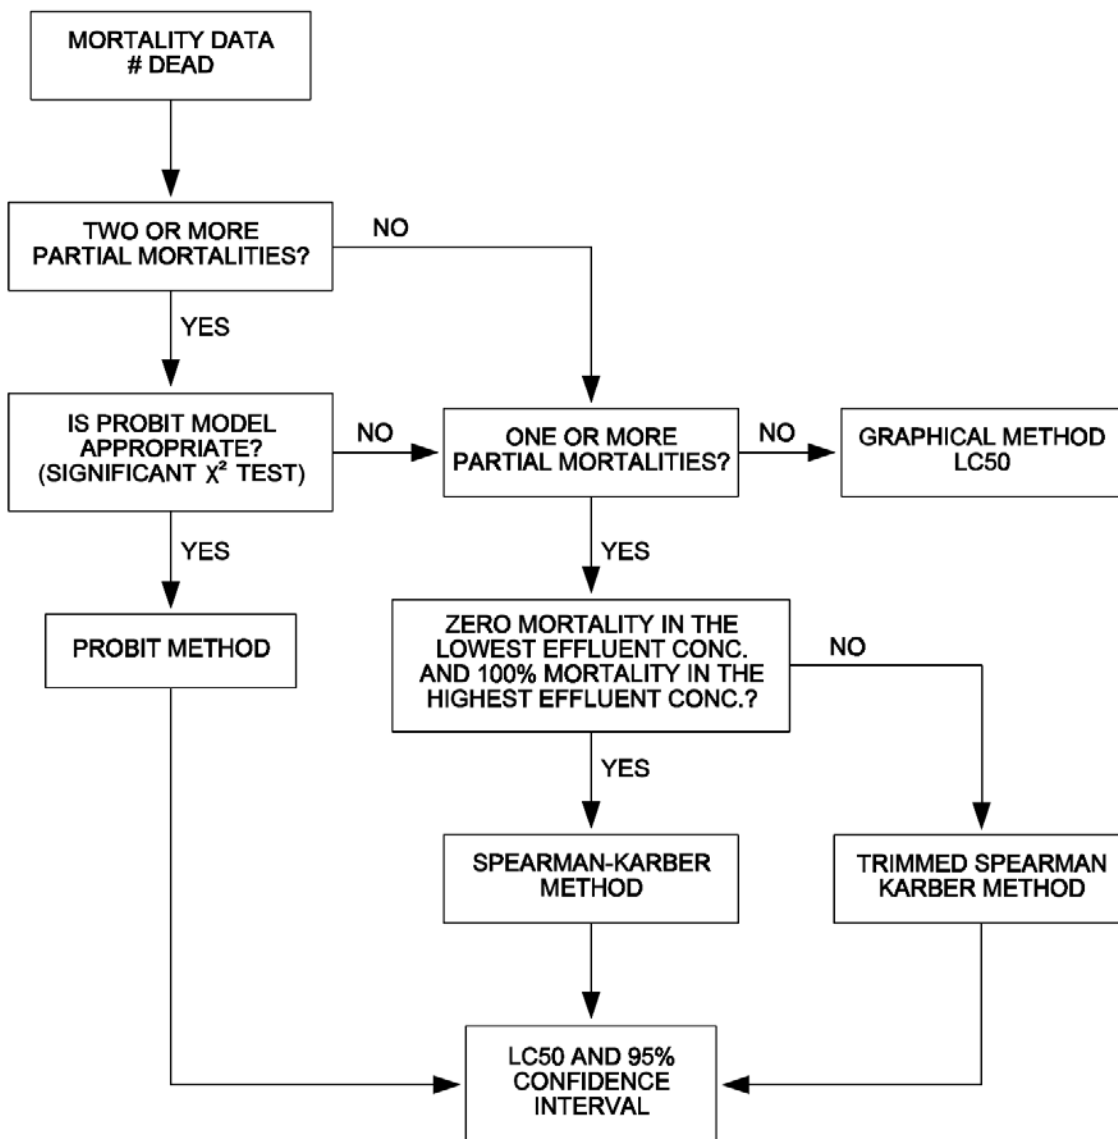 MORTALITY DATA
# DEAD
TWO OR MORE
PARTIAL MORTALITIES?
NO
YES
IS PROBIT MODEL
APPROPRIATE?
(SIGNIFICANT χ² TEST)
NO
ONE OR MORE
PARTIAL MORTALITIES?
NO
GRAPHICAL METHOD
LC50
YES
YES
PROBIT METHOD
ZERO MORTALITY IN THE
LOWEST EFFLUENT CONC.
AND 100% MORTALITY IN THE
HIGHEST EFFLUENT CONC.?
NO
YES
SPEARMAN-KARBER
METHOD
TRIMMED SPEARMAN
KARBER METHOD
LC50 AND 95%
CONFIDENCE
INTERVAL